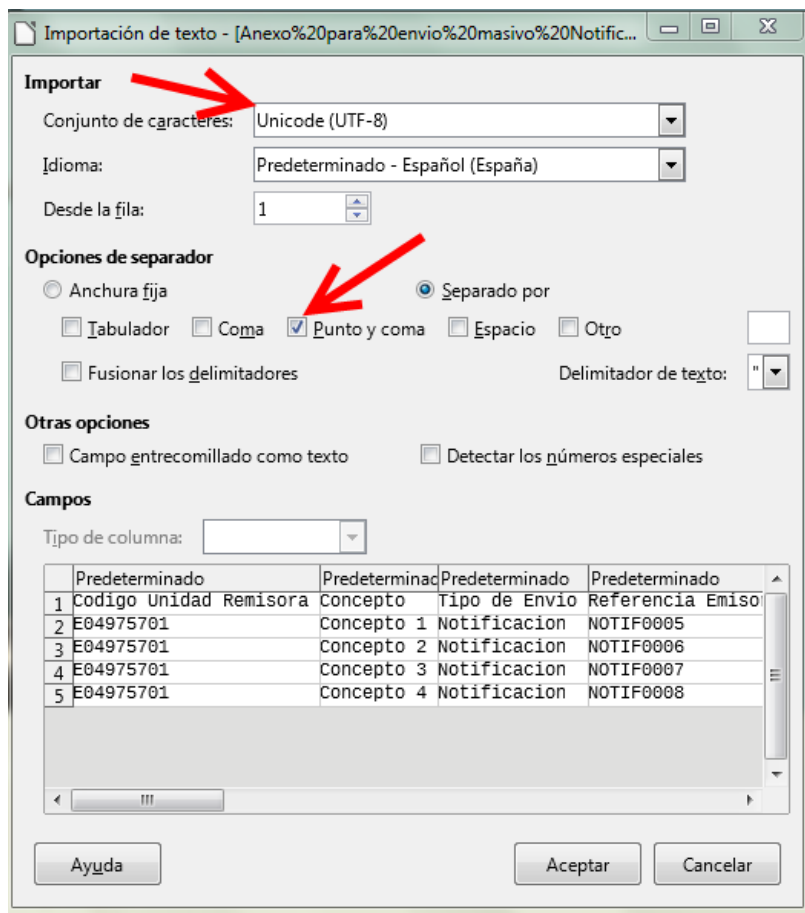 Importación de texto - [Anexo%20para%20envio%20masivo%20Notific...
Importar
Conjunto de caracteres: Unicode (UTF-8)
Idioma: Predeterminado - Español (España)
Desde la fila: 1
Opciones de separador
Anchura fija Separado por
Tabulador Coma Punto y coma Espacio Otro
Fusionar los delimitadores Delimitador de texto: "
Otras opciones
Campo entrecomillado como texto Detectar los números especiales
Campos
Tipo de columna:
Predeterminado Predeterminac Predeterminado Predeterminado
1 Codigo Unidad Remisora Concepto Tipo de Envio Referencia Emiso
2 E04975701 Concepto 1 Notificacion NOTIF0005
3 E04975701 Concepto 2 Notificacion NOTIF0006
4 E04975701 Concepto 3 Notificacion NOTIF0007
5 E04975701 Concepto 4 Notificacion NOTIF0008
Ayuda Aceptar Cancelar